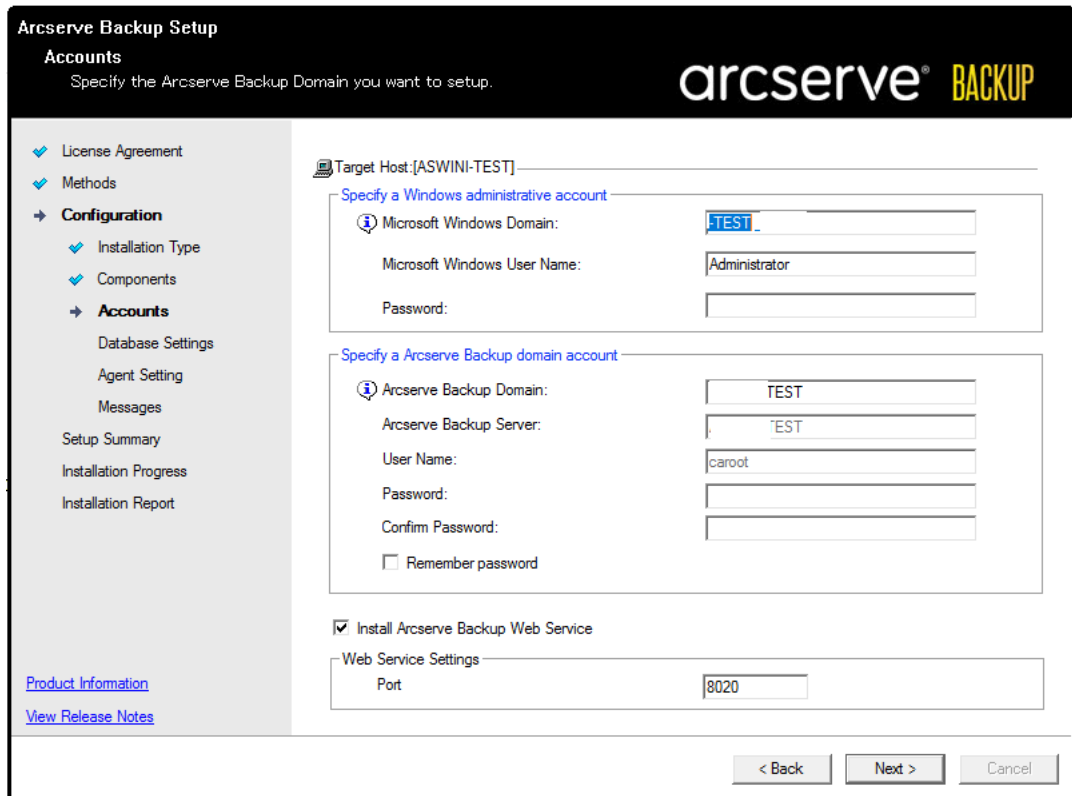 Arcserve Backup Setup
Accounts
Specify the Arcserve Backup Domain you want to setup.
arcserve® BACKUP
License Agreement
Methods
Configuration
Installation Type
Components
Accounts
Database Settings
Agent Setting
Messages
Setup Summary
Installation Progress
Installation Report
Product Information
View Release Notes
Target Host:[ASWINI-TEST]
Specify a Windows administrative account
Microsoft Windows Domain: -TEST
Microsoft Windows User Name: Administrator
Password:
Specify a Arcserve Backup domain account
Arcserve Backup Domain: TEST
Arcserve Backup Server: TEST
User Name: caroot
Password:
Confirm Password:
Remember password
Install Arcserve Backup Web Service
Web Service Settings
Port 8020
< Back Next > Cancel